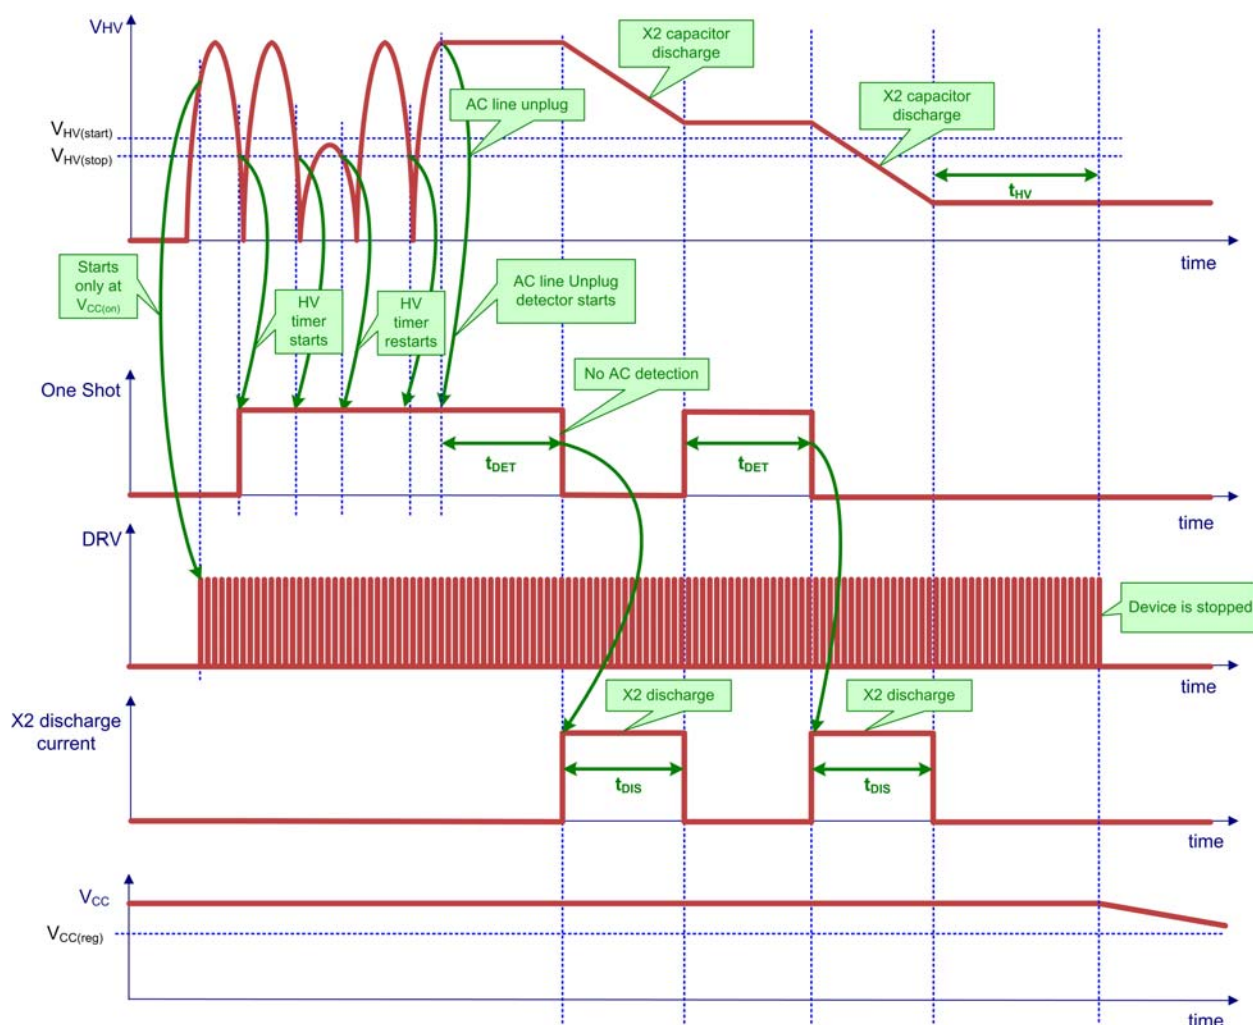 VHV
X2 capacitor
discharge
AC line unplug
X2 capacitor
discharge
VHV(start)
VHV(stop)
tHV
time
Starts
only at
VCC(on)
HV
timer
starts
HV
timer
restarts
AC line Unplug
detector starts
One Shot
No AC detection
tDET
tDET
time
DRV
Device is stopped
time
X2 discharge
current
X2 discharge
X2 discharge
tDIS
tDIS
time
VCC
VCC(reg)
time